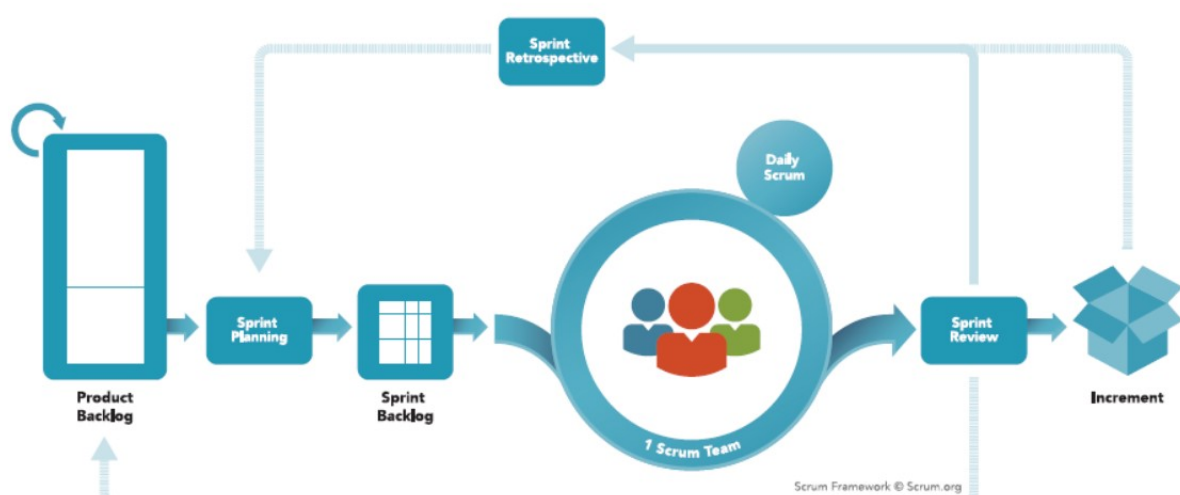 Sprint
Retrospective
Daily
Scrum
Sprint
Planning
Sprint
Review
Product
Backlog
Sprint
Backlog
Increment
1 Scrum Team
Scrum Framework © Scrum.org